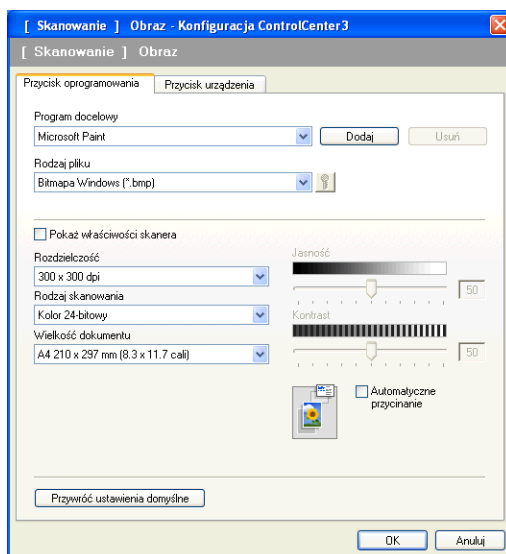 [ Skanowanie ] Obraz - Konfiguracja ControlCenter3
[ Skanowanie ] Obraz
Przycisk oprogramowania Przycisk urządzenia
Program docelowy
Microsoft Paint Dodaj Usuń
Rodzaj pliku
Bitmapa Windows (*.bmp)
Pokaż właściwości skanera
Rozdzielczość
300 x 300 dpi
Rodzaj skanowania
Kolor 24-bitowy
Wielkość dokumentu
A4 210 x 297 mm (8.3 x 11.7 cali)
Jasność
50
Kontrast
50
Automatyczne
przycinanie
Przywróć ustawienia domyślne
OK Anuluj